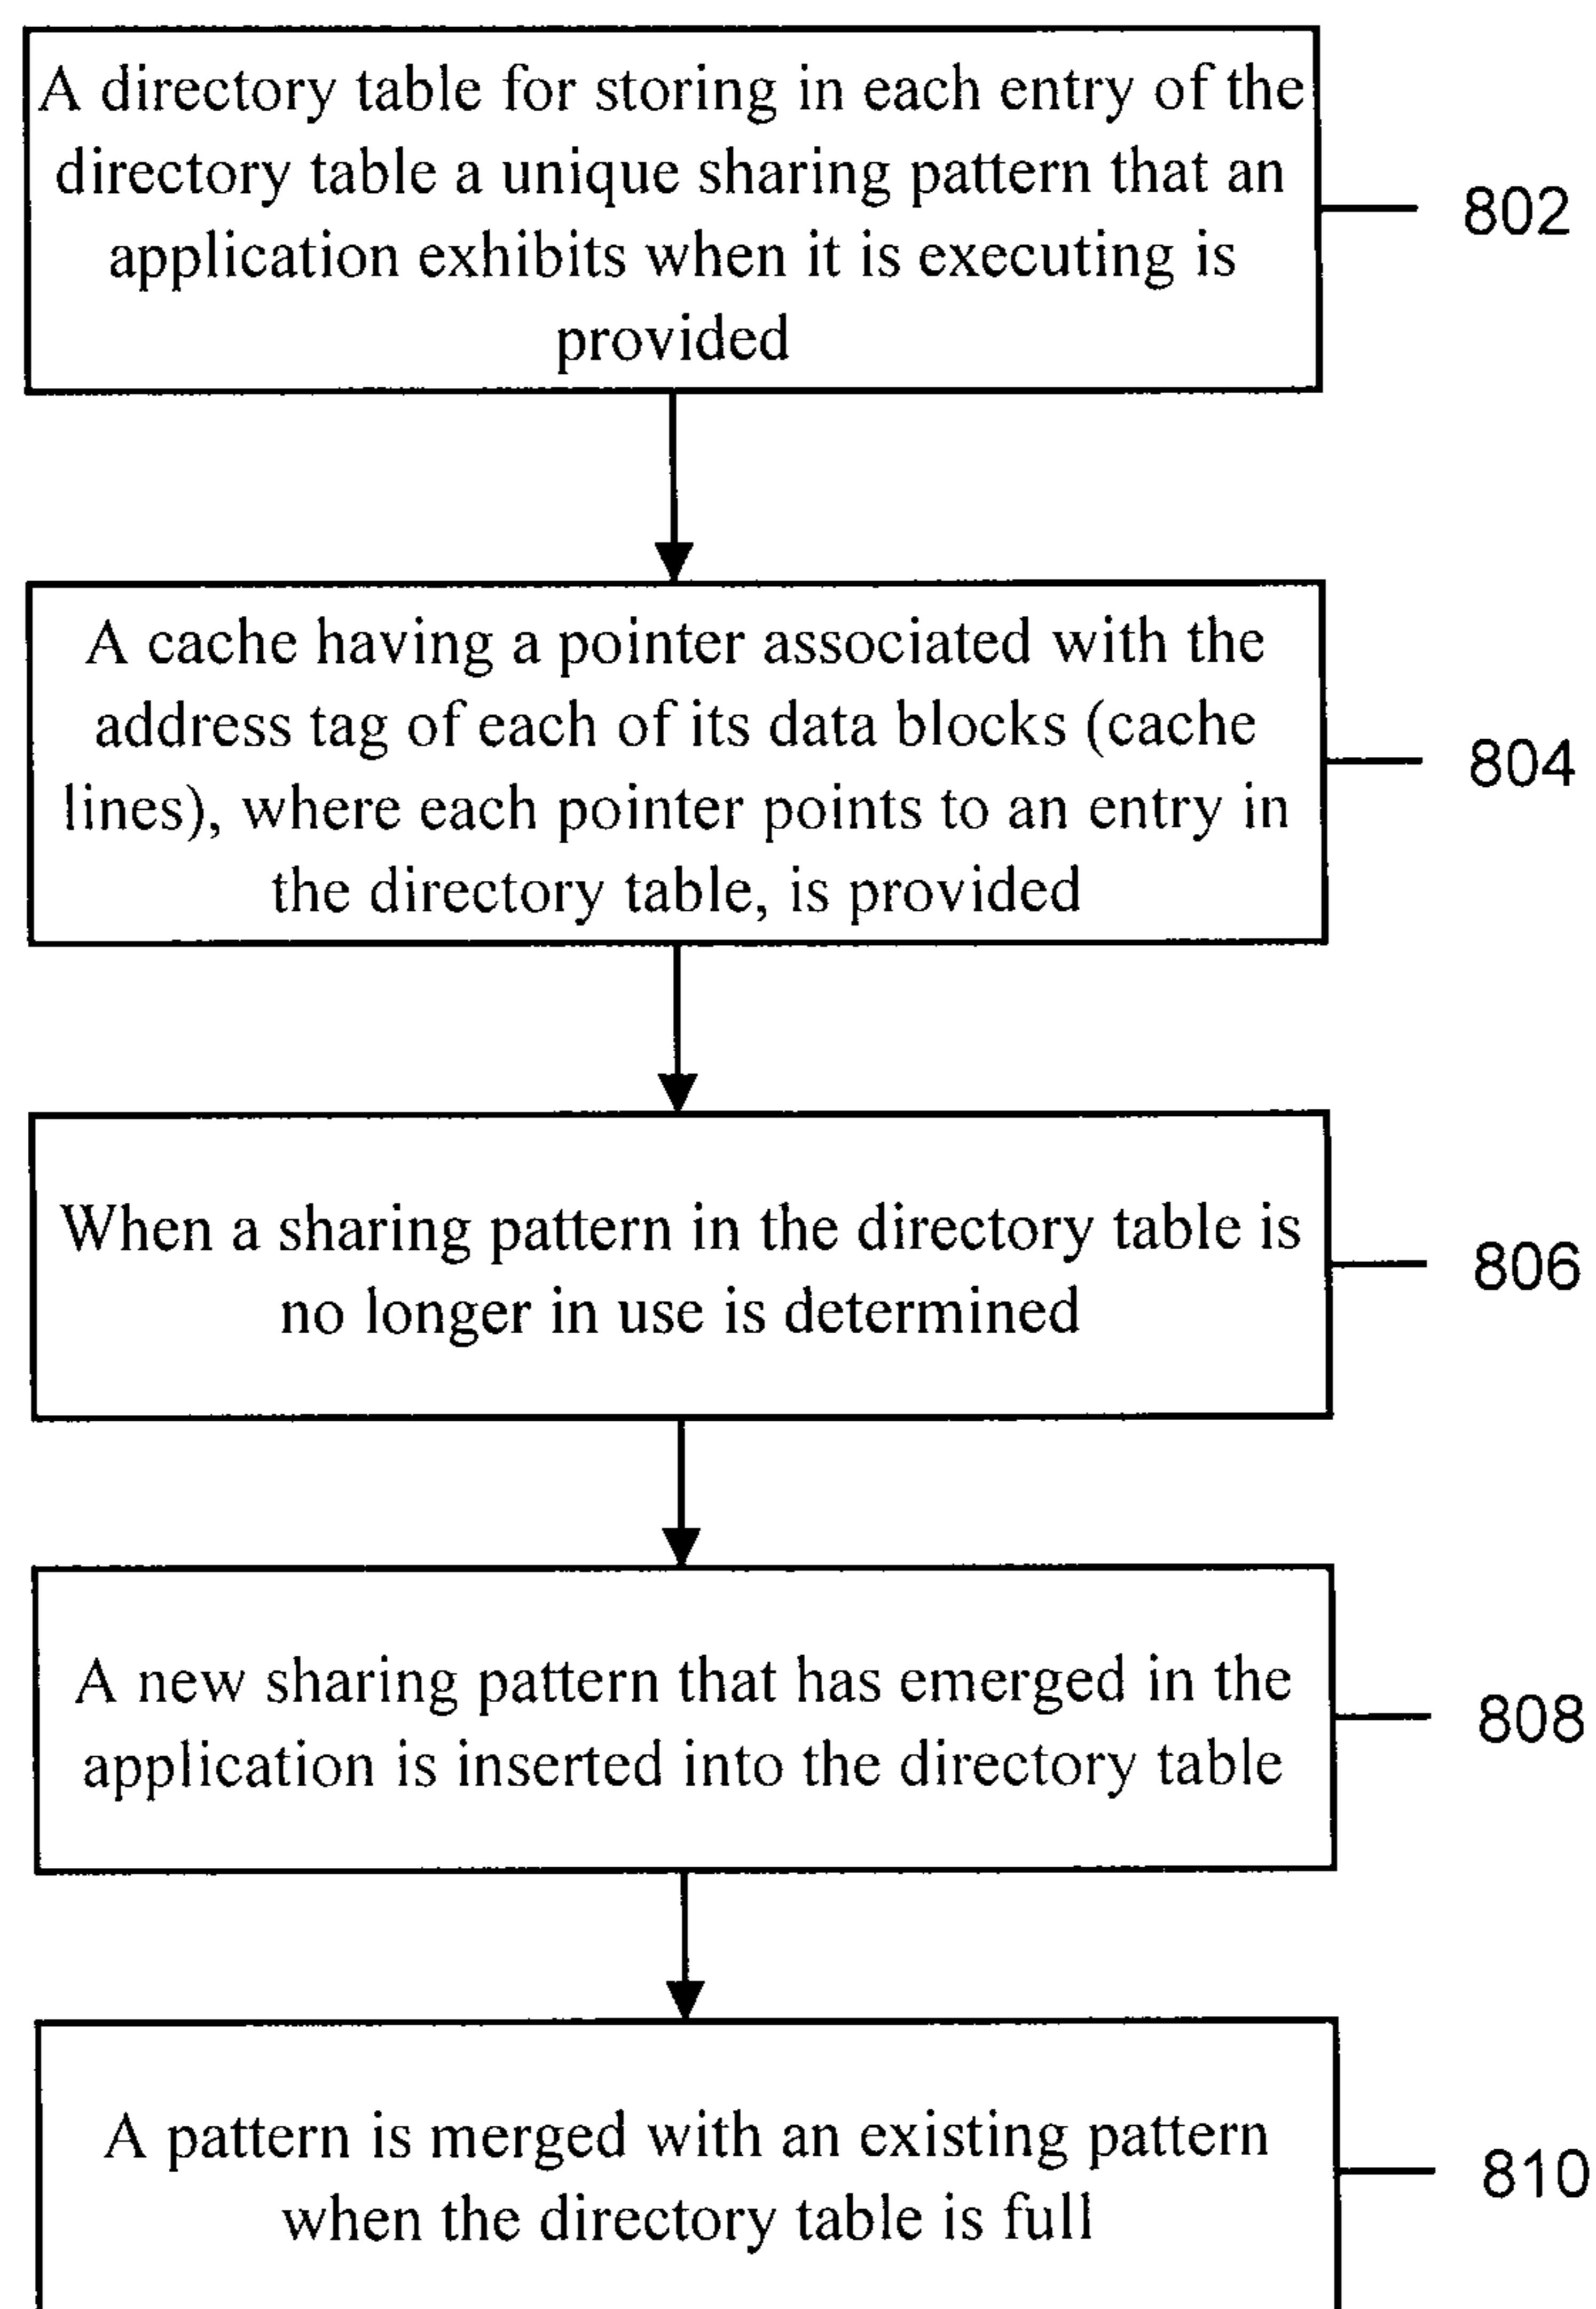 A directory table for storing in each entry of the
directory table a unique sharing pattern that an
application exhibits when it is executing is
provided
802
A cache having a pointer associated with the
address tag of each of its data blocks (cache
lines), where each pointer points to an entry in
the directory table, is provided
804
When a sharing pattern in the directory table is
no longer in use is determined
806
A new sharing pattern that has emerged in the
application is inserted into the directory table
808
A pattern is merged with an existing pattern
when the directory table is full
810